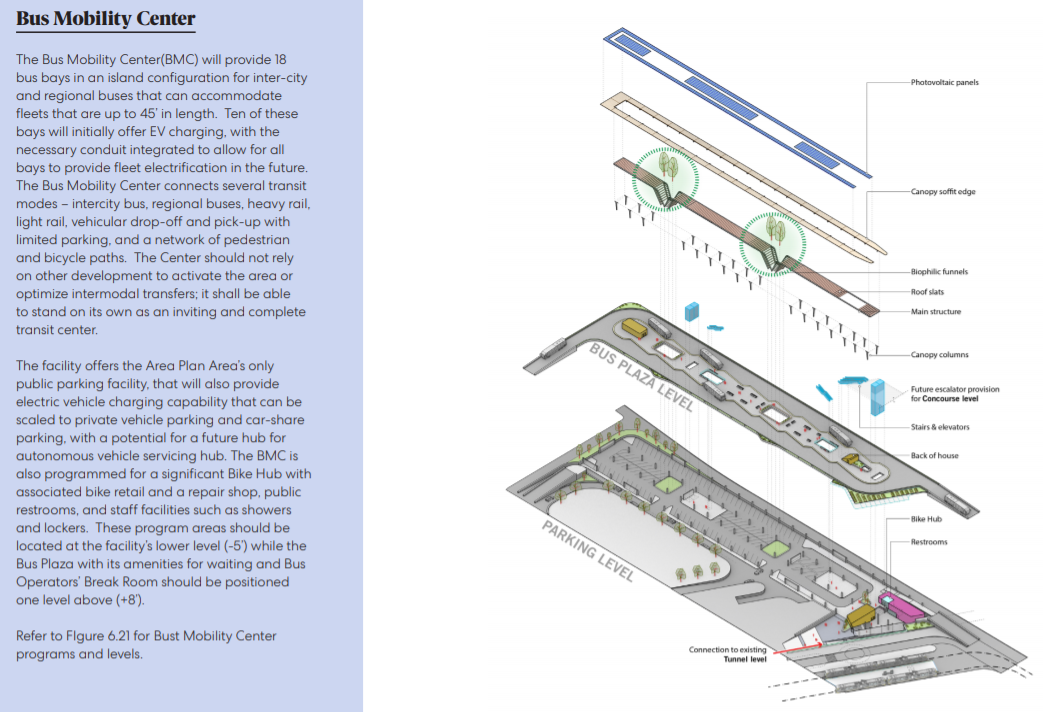 Bus Mobility Center
The Bus Mobility Center(BMC) will provide 18
bus bays in an island configuration for inter-city
and regional buses that can accommodate
fleets that are up to 45' in length.  Ten of these
bays will initially offer EV charging, with the
necessary conduit integrated to allow for all
bays to provide fleet electrification in the future.
The Bus Mobility Center connects several transit
modes – intercity bus, regional buses, heavy rail,
light rail, vehicular drop-off and pick-up with
limited parking, and a network of pedestrian
and bicycle paths.  The Center should not rely
on other development to activate the area or
optimize intermodal transfers; it shall be able
to stand on its own as an inviting and complete
transit center.
The facility offers the Area Plan Area's only
public parking facility, that will also provide
electric vehicle charging capability that can be
scaled to private vehicle parking and car-share
parking, with a potential for a future hub for
autonomous vehicle servicing hub. The BMC is
also programmed for a significant Bike Hub with
associated bike retail and a repair shop, public
restrooms, and staff facilities such as showers
and lockers.  These program areas should be
located at the facility's lower level (-5') while the
Bus Plaza with its amenities for waiting and Bus
Operators' Break Room should be positioned
one level above (+8').
Refer to FIgure 6.21 for Bust Mobility Center
programs and levels.
Photovoltaic panels
Canopy soffit edge
Biophilic funnels
Roof slats
Main structure
Canopy columns
BUS PLAZA LEVEL
Future escalator provision
for Concourse level
Stairs & elevators
Back of house
Bike Hub
Restrooms
PARKING LEVEL
Connection to existing
Tunnel level